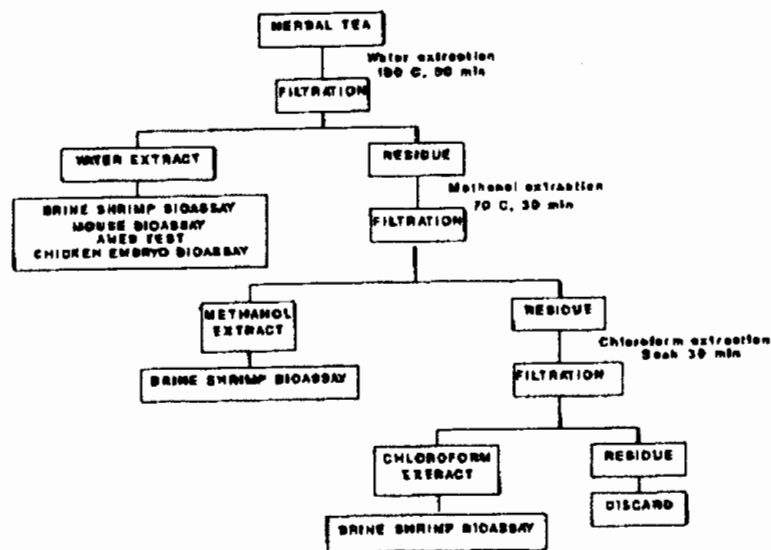 HERBAL TEA
Water extraction
C, min
FILTRATION
WATER EXTRACT
RESIDUE
BRINE SHRIMP BIOASSAY
MOUSE BIOASSAY
AMES TEST
CHICKEN EMBRYO BIOASSAY
Methanol extraction
70 C, 30 min
FILTRATION
METHANOL
EXTRACT
RESIDUE
BRINE SHRIMP BIOASSAY
Chloroform extraction
Soak 30 min
FILTRATION
CHLOROFORM
EXTRACT
RESIDUE
BRINE SHRIMP BIOASSAY
DISCARD